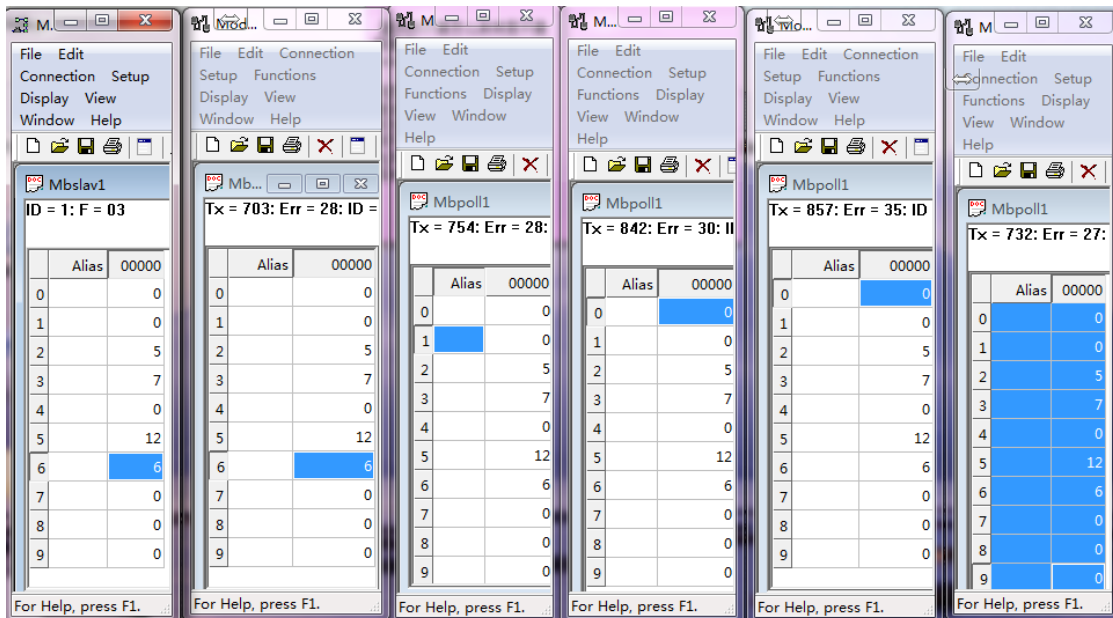 M.
File Edit
Connection Setup
Display View
Window Help
Mbslav1
ID = 1: F = 03
Alias 00000
0 0
1 0
2 5
3 7
4 0
5 12
6 6
7 0
8 0
9 0
For Help, press F1.
Mod...
File Edit Connection
Setup Functions
Display View
Window Help
Mb...
Tx = 703: Err = 28: ID =
Alias 00000
0 0
1 0
2 5
3 7
4 0
5 12
6 6
7 0
8 0
9 0
For Help, press F1.
M
File Edit
Connection Setup
Functions Display
View Window
Help
Mbpoll1
Tx = 754: Err = 28:
Alias 00000
0 0
1 0
2 5
3 7
4 0
5 12
6 6
7 0
8 0
9 0
For Help, press F1.
M...
File Edit
Connection Setup
Functions Display
View Window
Help
Mbpoll1
Tx = 842: Err = 30: II
Alias 00000
0 0
1 0
2 5
3 7
4 0
5 12
6 6
7 0
8 0
9 0
For Help, press F1.
Mo...
File Edit Connection
Setup Functions
Display View
Window Help
Mbpoll1
Tx = 857: Err = 35: ID
Alias 00000
0 0
1 0
2 5
3 7
4 0
5 12
6 6
7 0
8 0
9 0
For Help, press F1.
M
File Edit
Connection Setup
Functions Display
View Window
Help
Mbpoll1
Tx = 732: Err = 27:
Alias 00000
0 0
1 0
2 5
3 7
4 0
5 12
6 6
7 0
8 0
9 0
For Help, press F1.